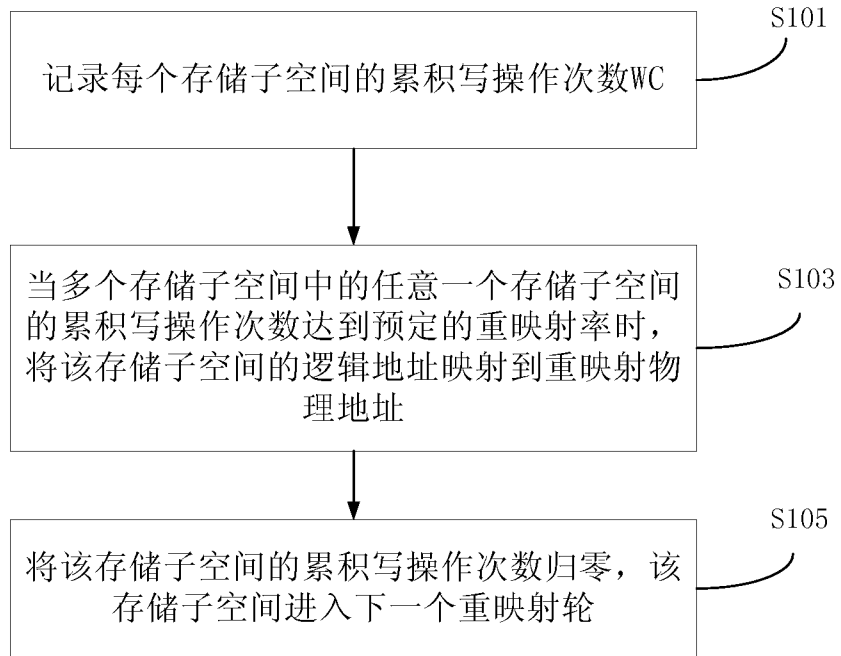 S101
记录每个存储子空间的累积写操作次数WC
S103
当多个存储子空间中的任意一个存储子空间
的累积写操作次数达到预定的重映射率时，
将该存储子空间的逻辑地址映射到重映射物
理地址
S105
将该存储子空间的累积写操作次数归零，该
存储子空间进入下一个重映射轮